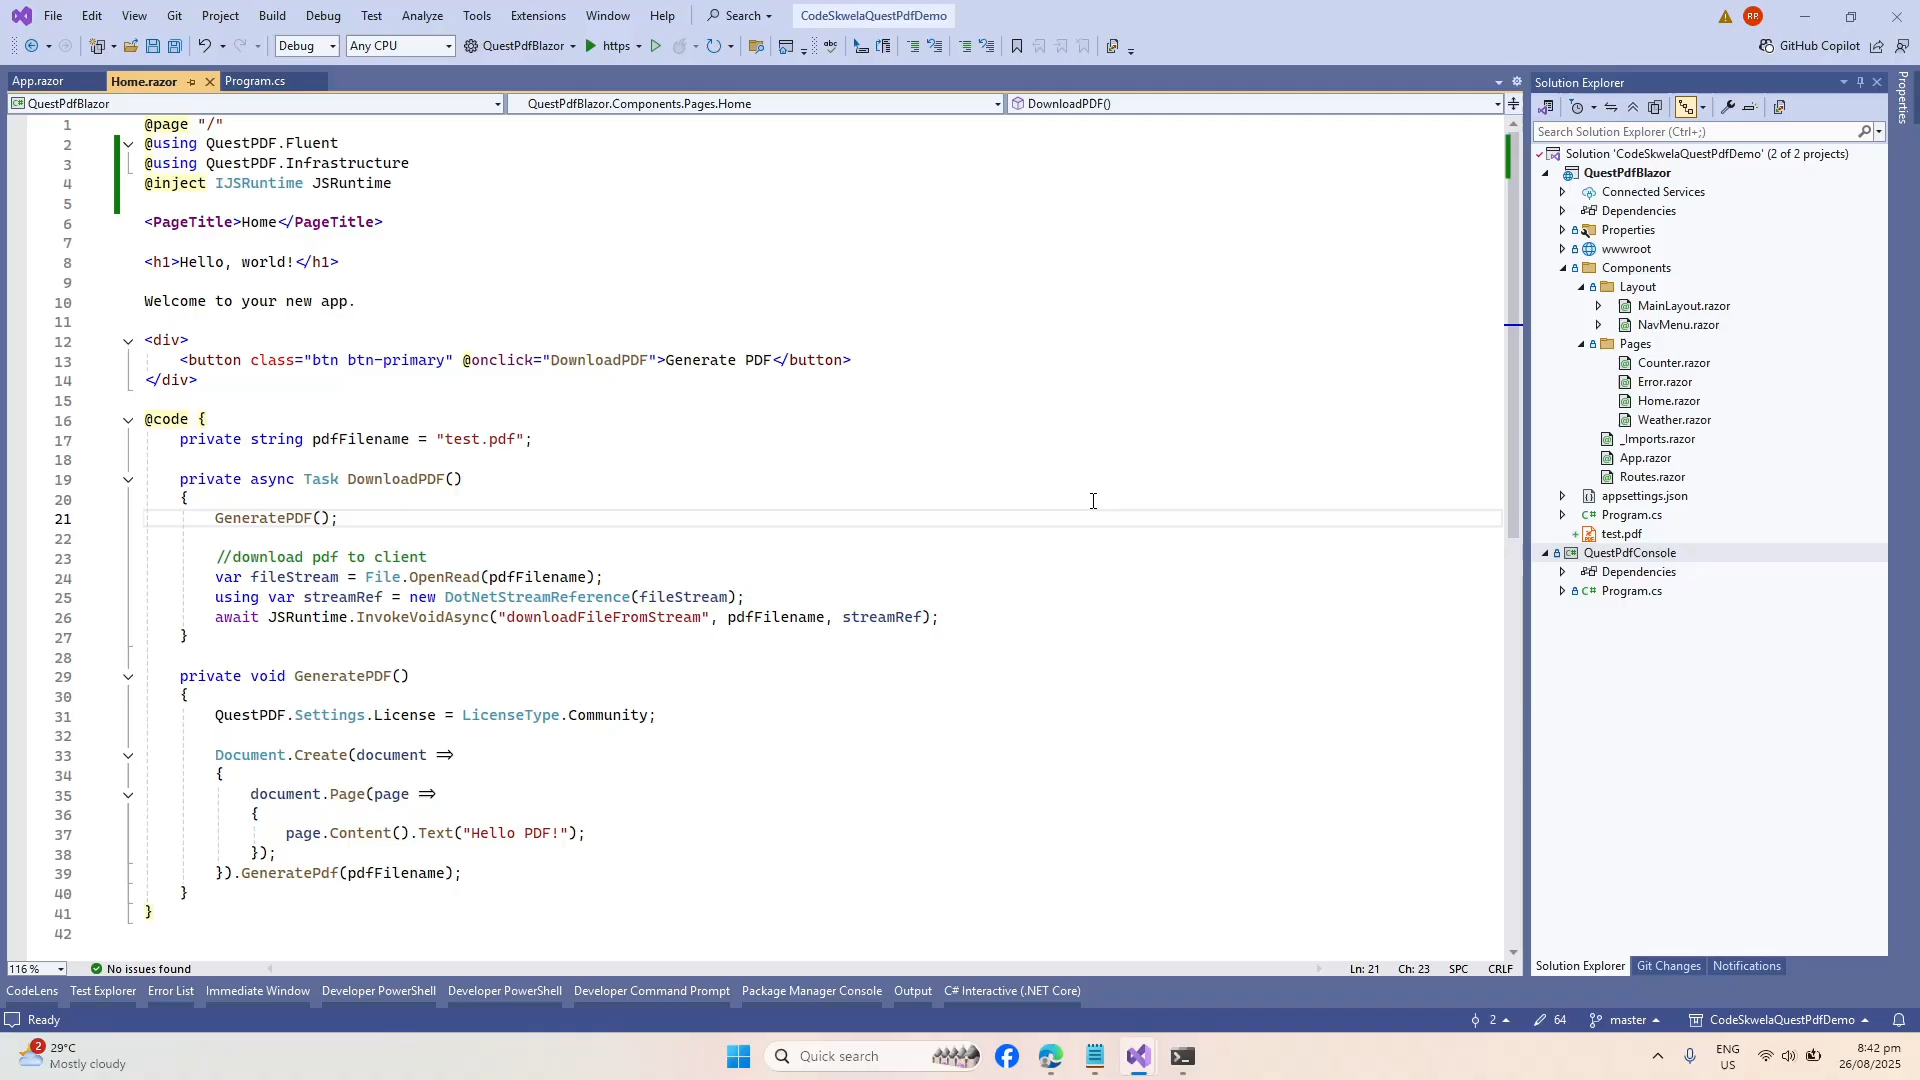 File Edit View Git Project Build Debug Test Analyze Tools Extensions Window Help Search CodeSkwelaQuestPdfDemo RR
Debug Any CPU QuestPdfBlazor https GitHub Copilot
App.razor Home.razor Program.cs
QuestPdfBlazor QuestPdfBlazor.Components.Pages.Home DownloadPDF()
1 @page "/"
2 @using QuestPDF.Fluent
3 @using QuestPDF.Infrastructure
4 @inject IJSRuntime JSRuntime
5
6 <PageTitle>Home</PageTitle>
7
8 <h1>Hello, world!</h1>
9
10 Welcome to your new app.
11
12 <div>
13 <button class="btn btn-primary" @onclick="DownloadPDF">Generate PDF</button>
14 </div>
15
16 @code {
17 private string pdfFilename = "test.pdf";
18
19 private async Task DownloadPDF()
20 {
21 GeneratePDF();
22
23 //download pdf to client
24 var fileStream = File.OpenRead(pdfFilename);
25 using var streamRef = new DotNetStreamReference(fileStream);
26 await JSRuntime.InvokeVoidAsync("downloadFileFromStream", pdfFilename, streamRef);
27 }
28
29 private void GeneratePDF()
30 {
31 QuestPDF.Settings.License = LicenseType.Community;
32
33 Document.Create(document =>
34 {
35 document.Page(page =>
36 {
37 page.Content().Text("Hello PDF!");
38 });
39 }).GeneratePdf(pdfFilename);
40 }
41 }
42
116 % No issues found Ln: 21 Ch: 23 SPC CRLF
Solution Explorer
Search Solution Explorer (Ctrl+;)
Solution 'CodeSkwelaQuestPdfDemo' (2 of 2 projects)
QuestPdfBlazor
Connected Services
Dependencies
Properties
wwwroot
Components
Layout
MainLayout.razor
NavMenu.razor
Pages
Counter.razor
Error.razor
Home.razor
Weather.razor
_Imports.razor
App.razor
Routes.razor
appsettings.json
C# Program.cs
test.pdf
QuestPdfConsole
Dependencies
C# Program.cs
Solution Explorer Git Changes Notifications
Properties
CodeLens Test Explorer Error List Immediate Window Developer PowerShell Developer PowerShell Developer Command Prompt Package Manager Console Output C# Interactive (.NET Core)
Ready 2 64 master CodeSkwelaQuestPdfDemo
2 29°C
Mostly cloudy
Quick search
ENG
US
8:42 pm
26/08/2025